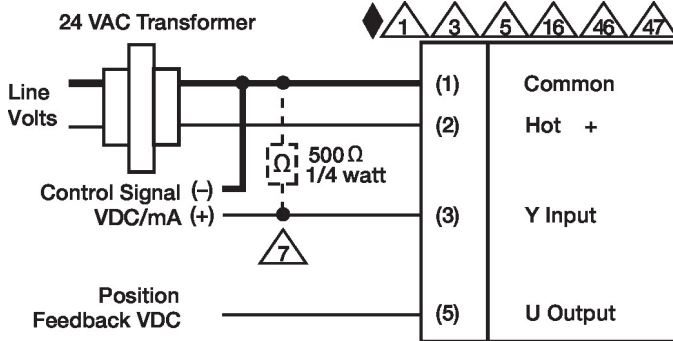 24 VAC Transformer
1 3 5 16 46 47
Line
Volts
(1) Common
(2) Hot +
Ω 500 Ω
1/4 watt
Control Signal (-)
VDC/mA (+)
(3) Y Input
7
Position
Feedback VDC
(5) U Output